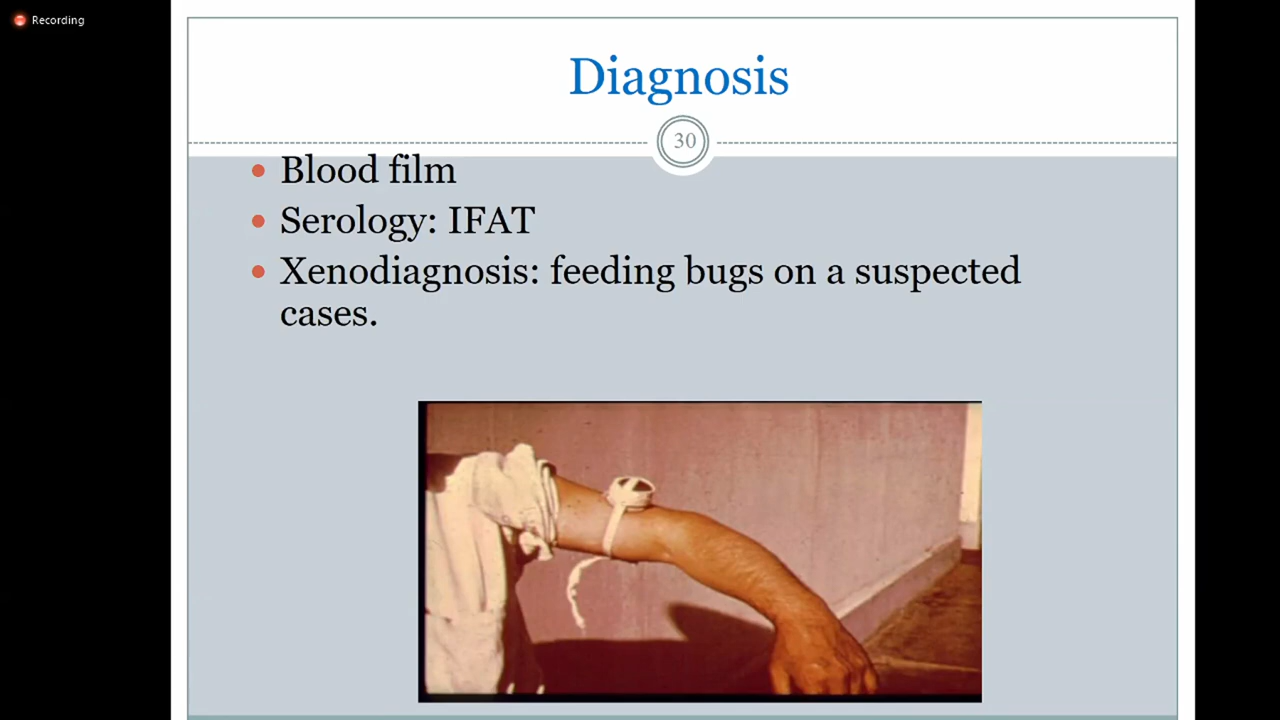 Recording
Diagnosis
30
Blood film
Serology: IFAT
Xenodiagnosis: feeding bugs on a suspected
cases.